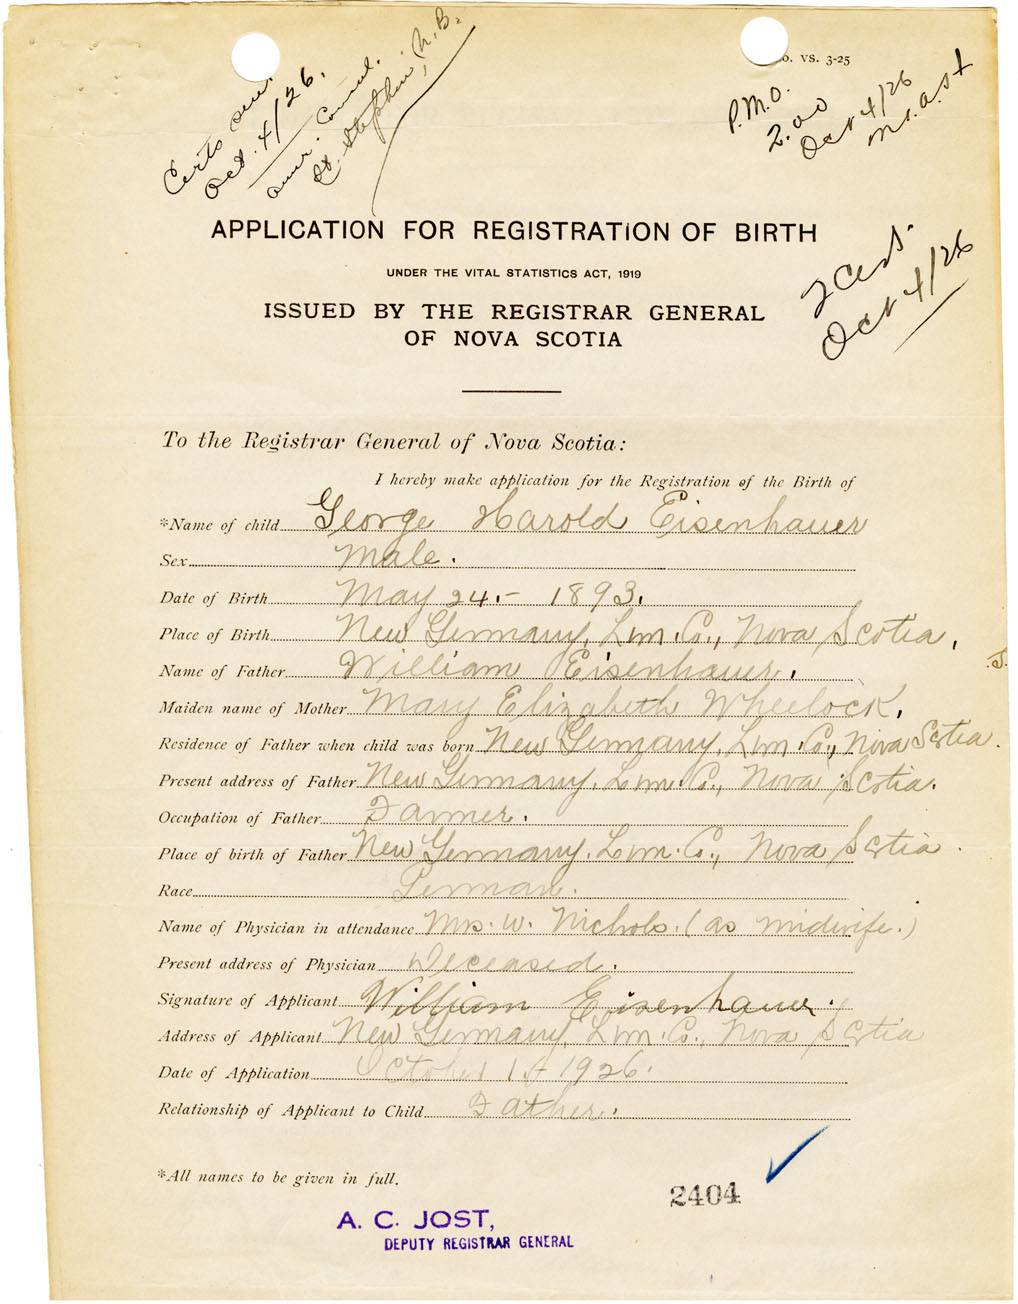 Certs sent
Oct. 4/26.
Amer. Consul.
St. Stephen, N.B.
o. vs. 3-25
P.M.O.
2.00
Oct 4/26
APPLICATION FOR REGISTRATION OF BIRTH
UNDER THE VITAL STATISTICS ACT, 1919
ISSUED BY THE REGISTRAR GENERAL
OF NOVA SCOTIA
2 Certs.
Oct 4/26
To the Registrar General of Nova Scotia:
I hereby make application for the Registration of the Birth of
*Name of child George Harold Eisenhauer
Sex Male.
Date of Birth May 24.- 1893.
Place of Birth New Germany, Lun. Co., Nova Scotia.
Name of Father William Eisenhauer.
Maiden name of Mother Mary Elizabeth Wheelock.
Residence of Father when child was born New Germany, Lun. Co., Nova Scotia.
Present address of Father New Germany, Lun. Co., Nova Scotia.
Occupation of Father Farmer.
Place of birth of Father New Germany, Lun. Co., Nova Scotia.
Race German.
Name of Physician in attendance Mrs. W. Nichols. (as midwife.)
Present address of Physician Deceased.
Signature of Applicant William Eisenhauer.
Address of Applicant New Germany, Lun. Co., Nova Scotia
Date of Application October 1st 1926.
Relationship of Applicant to Child Father.
*All names to be given in full.
2404
A. C. JOST,
DEPUTY REGISTRAR GENERAL